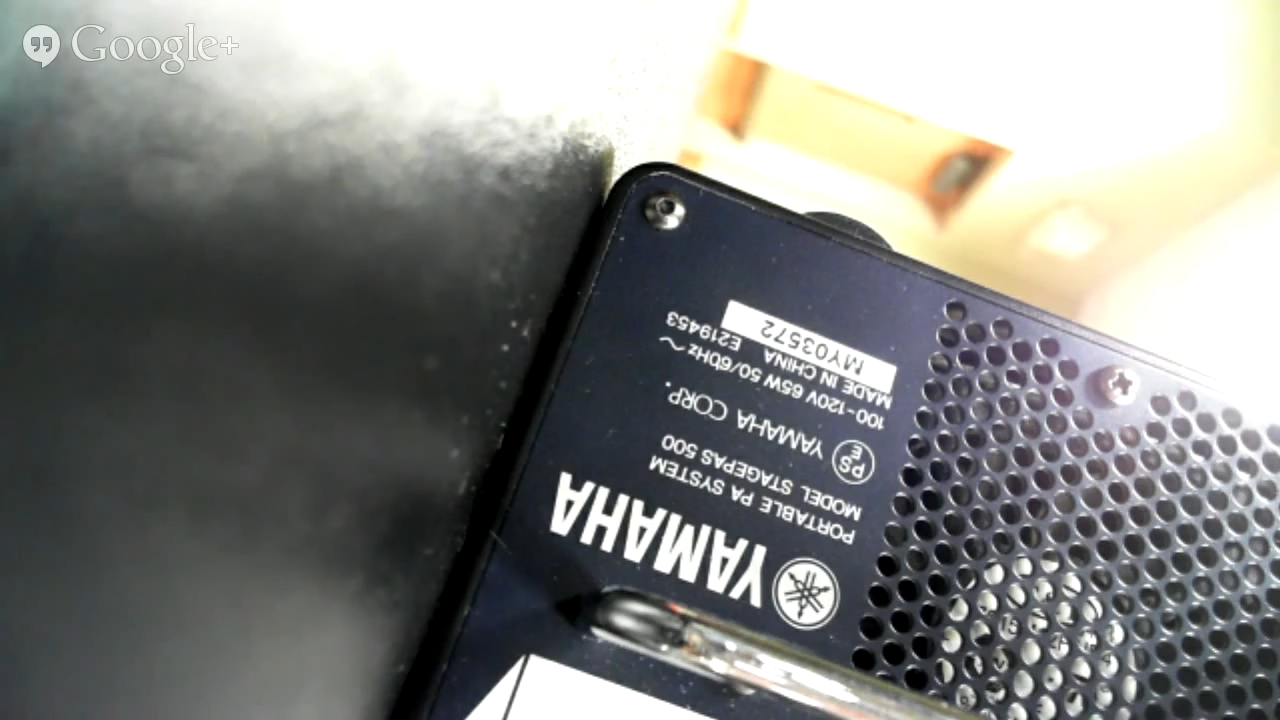 Google+
YAMAHA
PORTABLE PA SYSTEM
MODEL STAGEPAS 500
PS E YAMAHA CORP.
100-120V 65W 50/60Hz ~
MADE IN CHINA E219453
MY03572